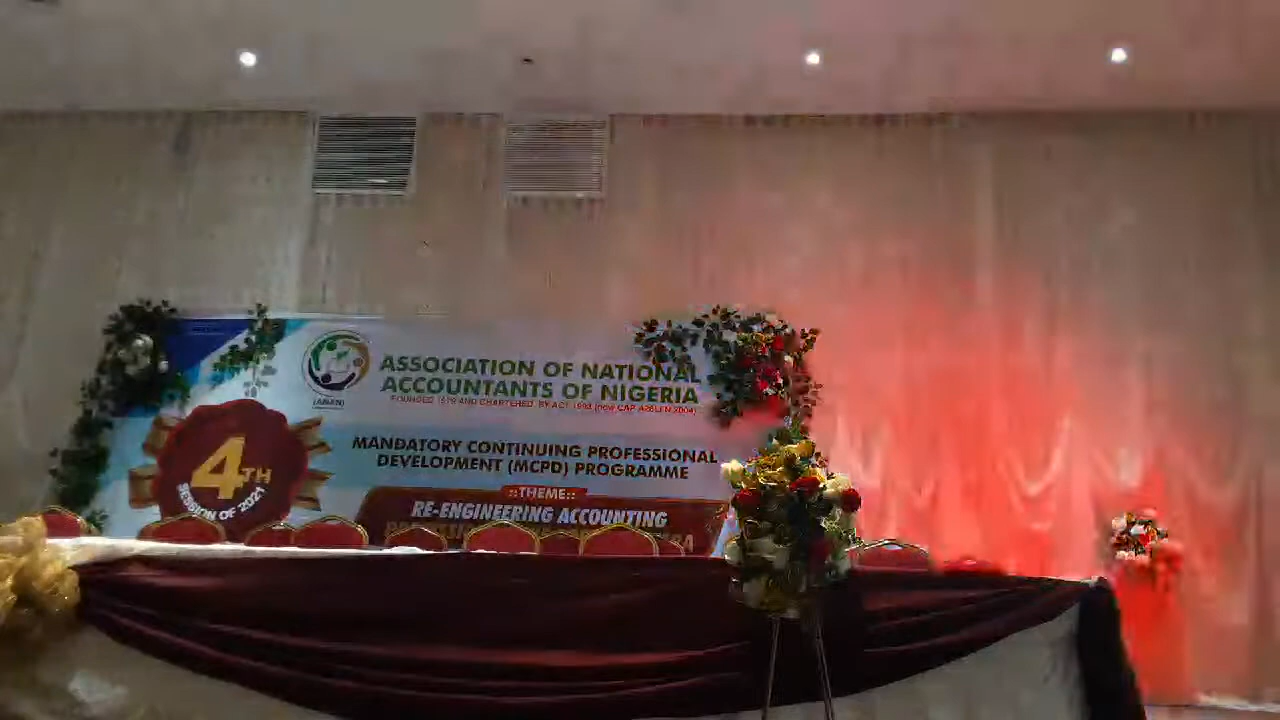 ASSOCIATION OF NATIONAL
ACCOUNTANTS OF NIGERIA
(ANAN)
MANDATORY CONTINUING PROFESSIONAL
DEVELOPMENT (MCPD) PROGRAMME
4TH
SESSION OF 2021
::THEME::
RE-ENGINEERING ACCOUNTING